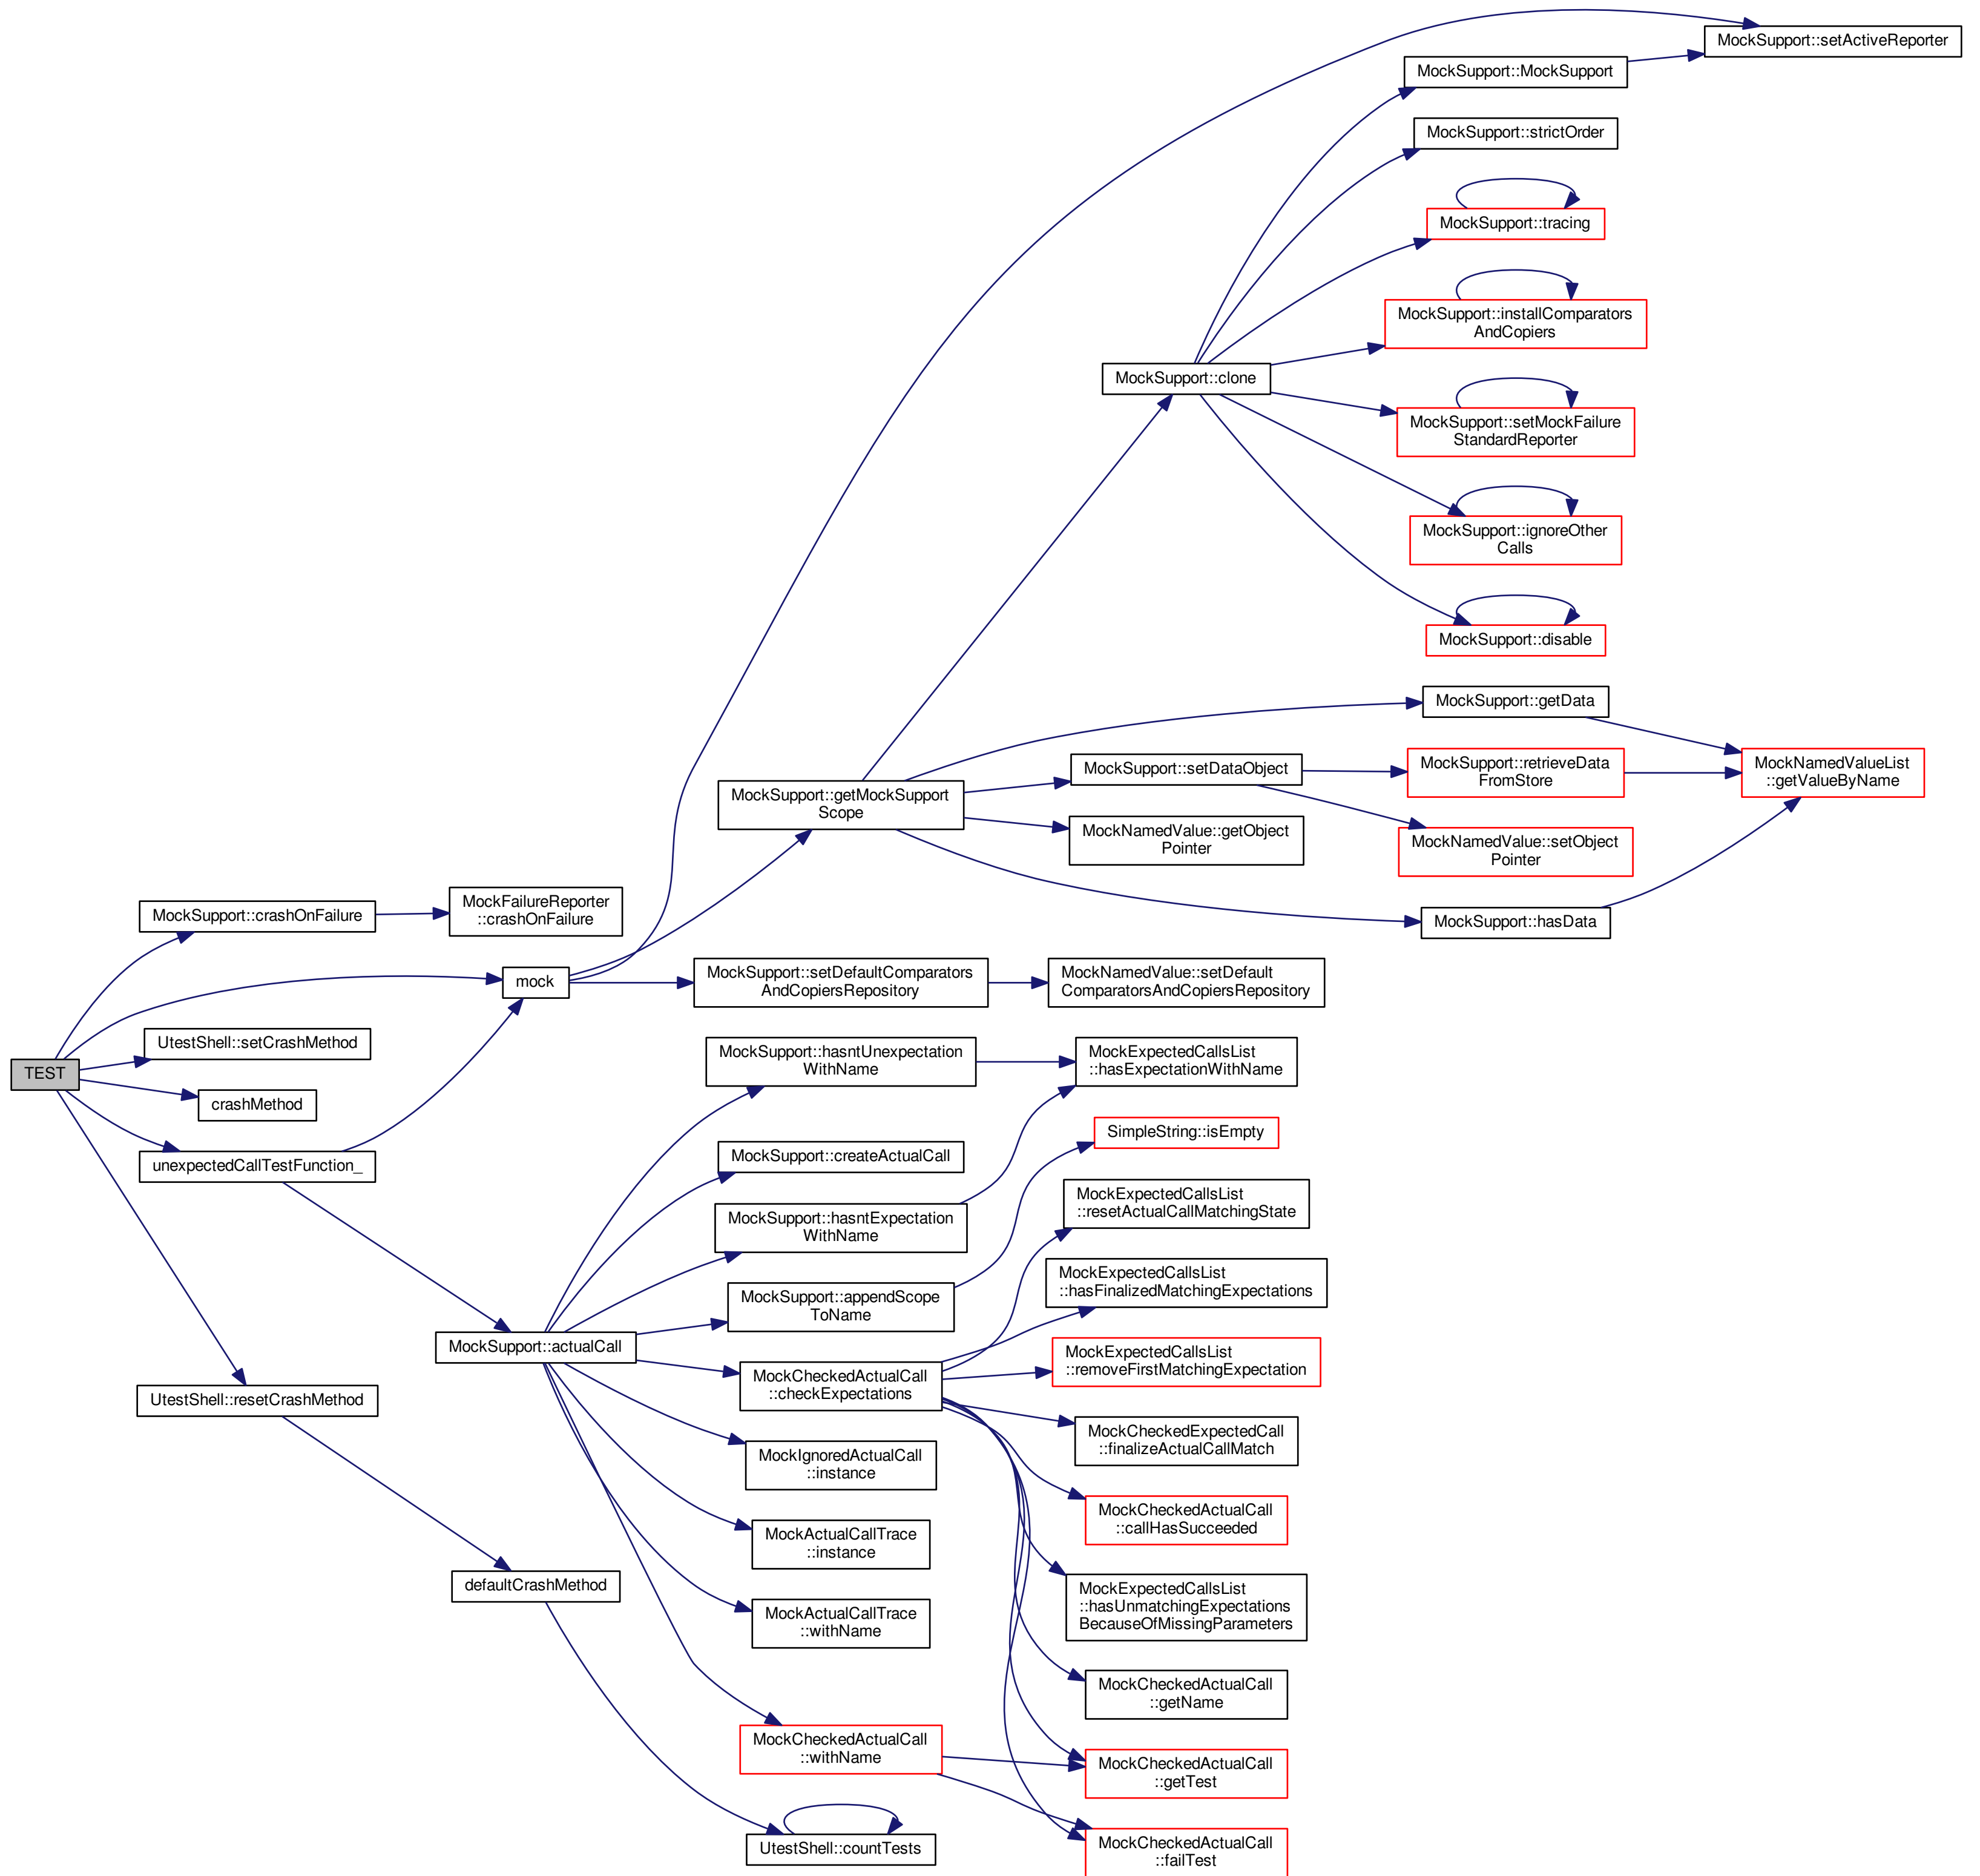 MockSupport::setActiveReporter
MockSupport::MockSupport
MockSupport::strictOrder
MockSupport::tracing
MockSupport::installComparators
AndCopiers
MockSupport::clone
MockSupport::setMockFailure
StandardReporter
MockSupport::ignoreOther
Calls
MockSupport::disable
MockSupport::getData
MockSupport::getMockSupport
Scope
MockSupport::setDataObject
MockSupport::retrieveData
FromStore
MockNamedValueList
::getValueByName
MockNamedValue::getObject
Pointer
MockNamedValue::setObject
Pointer
MockSupport::hasData
MockSupport::crashOnFailure
MockFailureReporter
::crashOnFailure
mock
MockSupport::setDefaultComparators
AndCopiersRepository
MockNamedValue::setDefault
ComparatorsAndCopiersRepository
TEST
UtestShell::setCrashMethod
crashMethod
unexpectedCallTestFunction_
MockSupport::hasntUnexpectation
WithName
MockExpectedCallsList
::hasExpectationWithName
SimpleString::isEmpty
MockSupport::createActualCall
MockSupport::hasntExpectation
WithName
MockExpectedCallsList
::resetActualCallMatchingState
MockSupport::appendScope
ToName
MockExpectedCallsList
::hasFinalizedMatchingExpectations
MockSupport::actualCall
MockCheckedActualCall
::checkExpectations
MockExpectedCallsList
::removeFirstMatchingExpectation
UtestShell::resetCrashMethod
MockIgnoredActualCall
::instance
MockCheckedExpectedCall
::finalizeActualCallMatch
MockActualCallTrace
::instance
MockCheckedActualCall
::callHasSucceeded
defaultCrashMethod
MockActualCallTrace
::withName
MockExpectedCallsList
::hasUnmatchingExpectations
BecauseOfMissingParameters
MockCheckedActualCall
::getName
MockCheckedActualCall
::withName
MockCheckedActualCall
::getTest
UtestShell::countTests
MockCheckedActualCall
::failTest